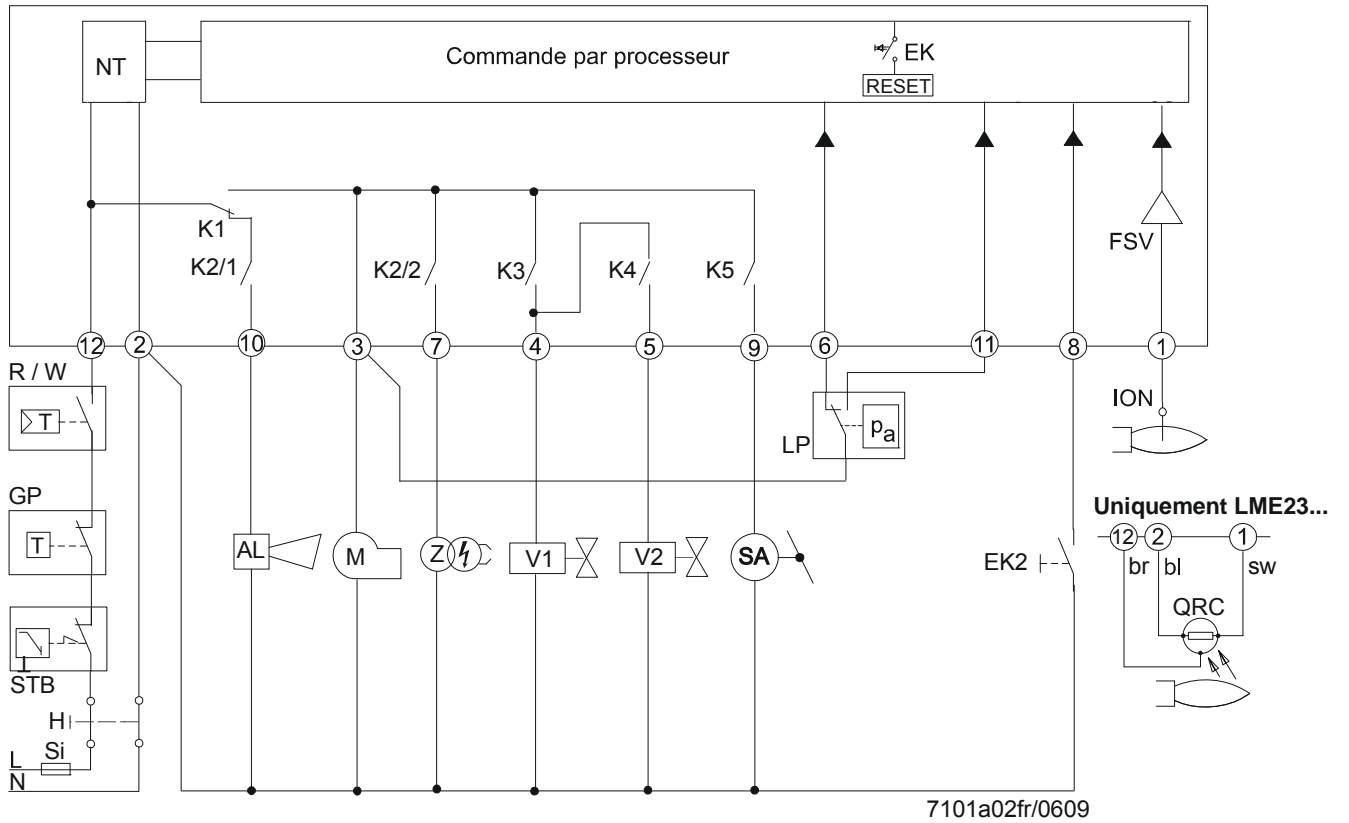 NT
Commande par processeur
EK
RESET
FSV
K1
K2/1
K2/2
K3
K4
K5
12
2
10
3
7
4
5
9
6
11
8
1
R / W
T
GP
T
STB
H
L
Si
N
AL
M
Z
V1
V2
SA
LP
pa
EK2
ION
Uniquement LME23...
12
2
1
br
bl
sw
QRC
7101a02fr/0609